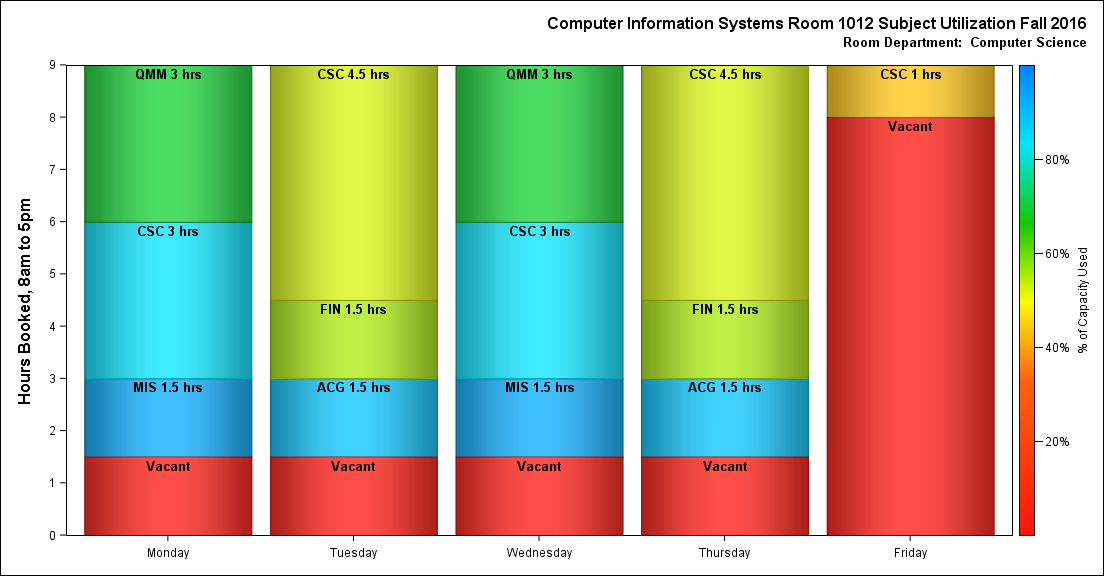 Computer Information Systems Room 1012 Subject Utilization Fall 2016
Room Department:  Computer Science
Hours Booked, 8am to 5pm
9
8
7
6
5
4
3
2
1
0
QMM 3 hrs
CSC 3 hrs
MIS 1.5 hrs
Vacant
CSC 4.5 hrs
FIN 1.5 hrs
ACG 1.5 hrs
Vacant
QMM 3 hrs
CSC 3 hrs
MIS 1.5 hrs
Vacant
CSC 4.5 hrs
FIN 1.5 hrs
ACG 1.5 hrs
Vacant
CSC 1 hrs
Vacant
Monday
Tuesday
Wednesday
Thursday
Friday
80%
60%
40%
20%
% of Capacity Used